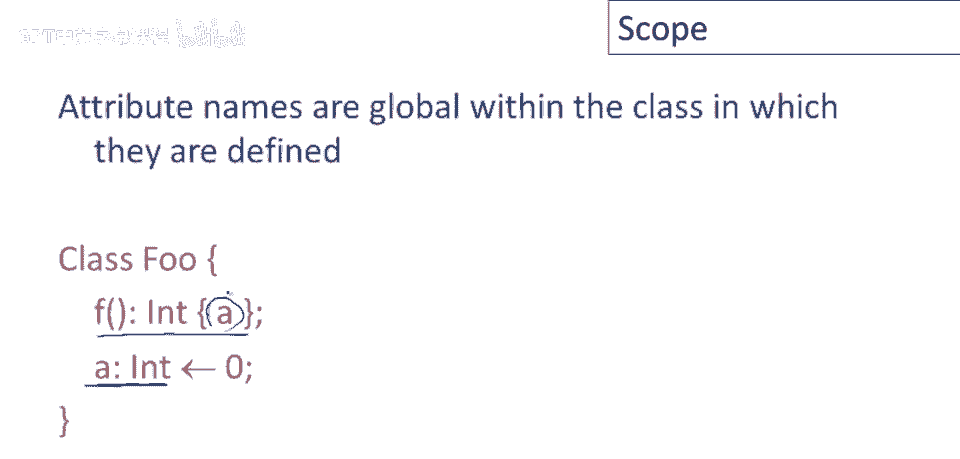 Scope
Attribute names are global within the class in which
they are defined
Class Foo {
f(): Int {a};
a: Int ← 0;
}